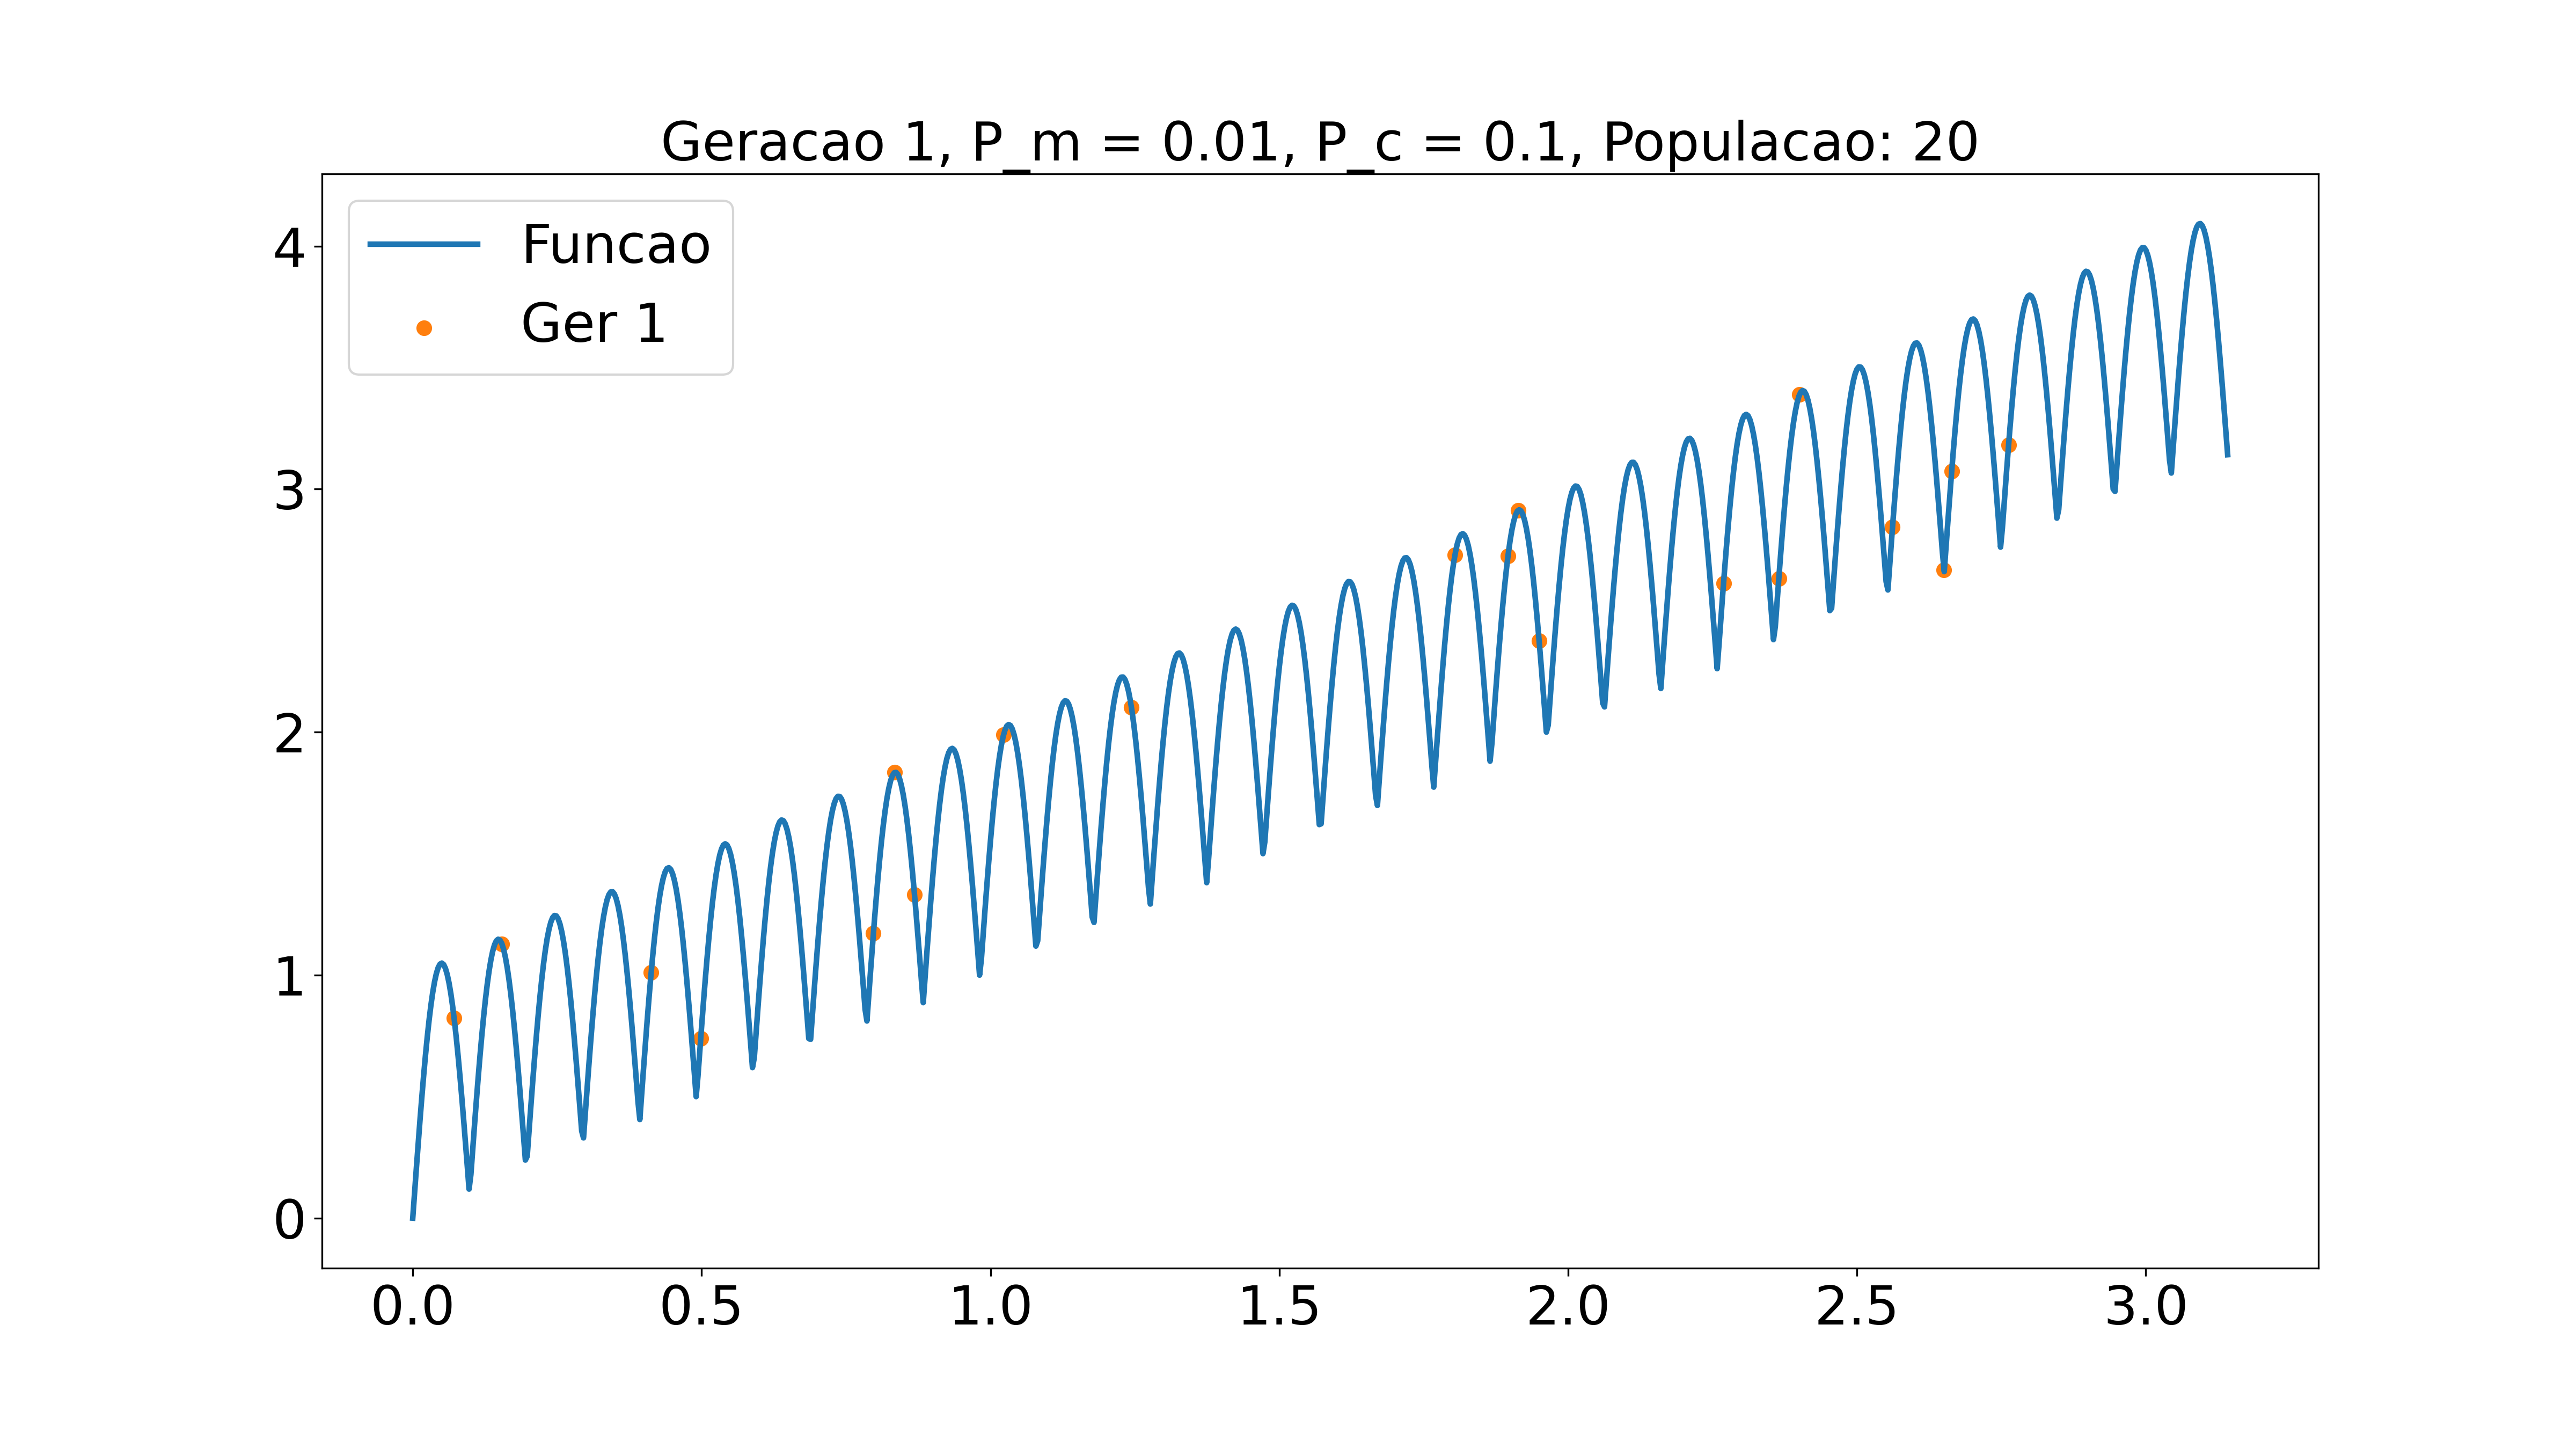 Geracao 1, P_m = 0.01, P_c = 0.1, Populacao: 20
Funcao
Ger 1
4
3
2
1
0
0.0 0.5 1.0 1.5 2.0 2.5 3.0